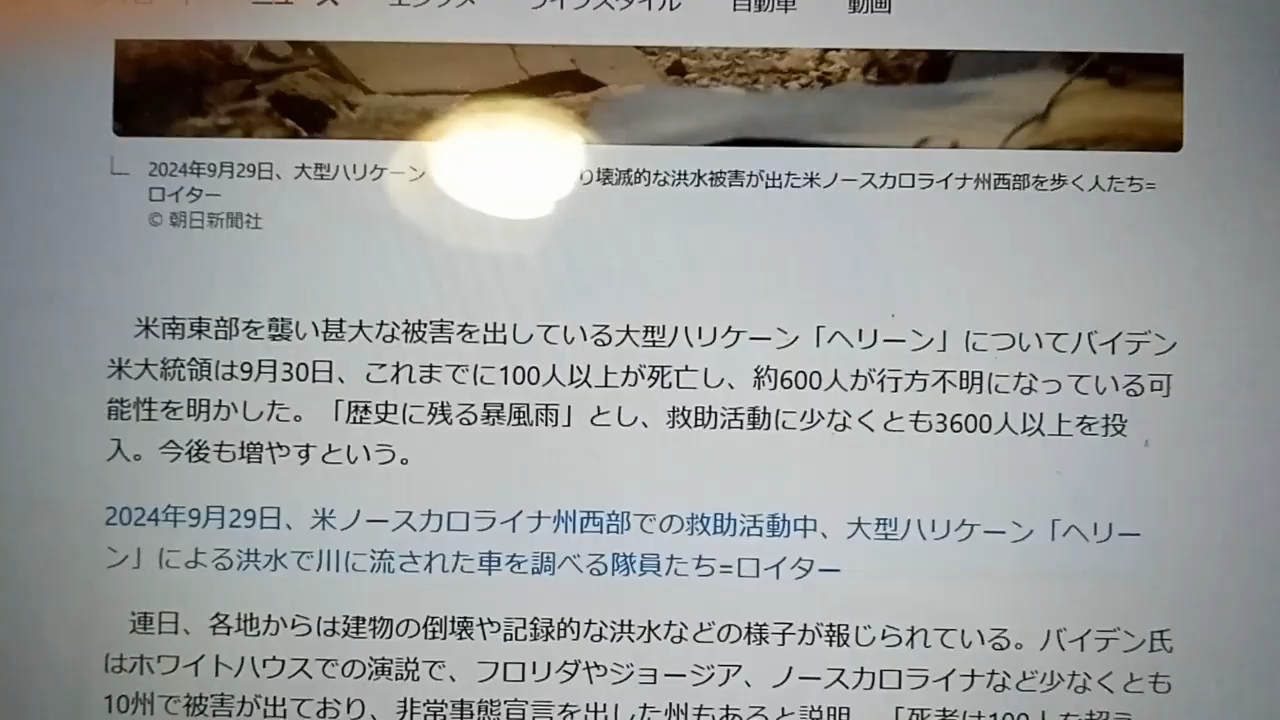 ニュース エンタメ ライフスタイル 自動車 動画
2024年9月29日、大型ハリケーン り壊滅的な洪水被害が出た米ノースカロライナ州西部を歩く人たち=
ロイター
© 朝日新聞社
米南東部を襲い甚大な被害を出している大型ハリケーン「ヘリーン」についてバイデン
米大統領は9月30日、これまでに100人以上が死亡し、約600人が行方不明になっている可
能性を明かした。「歴史に残る暴風雨」とし、救助活動に少なくとも3600人以上を投
入。今後も増やすという。
2024年9月29日、米ノースカロライナ州西部での救助活動中、大型ハリケーン「ヘリー
ン」による洪水で川に流された車を調べる隊員たち=ロイター
連日、各地からは建物の倒壊や記録的な洪水などの様子が報じられている。バイデン氏
はホワイトハウスでの演説で、フロリダやジョージア、ノースカロライナなど少なくとも
10州で被害が出ており、非常事態宣言を出した州もあると説明。「死者は100人を超え